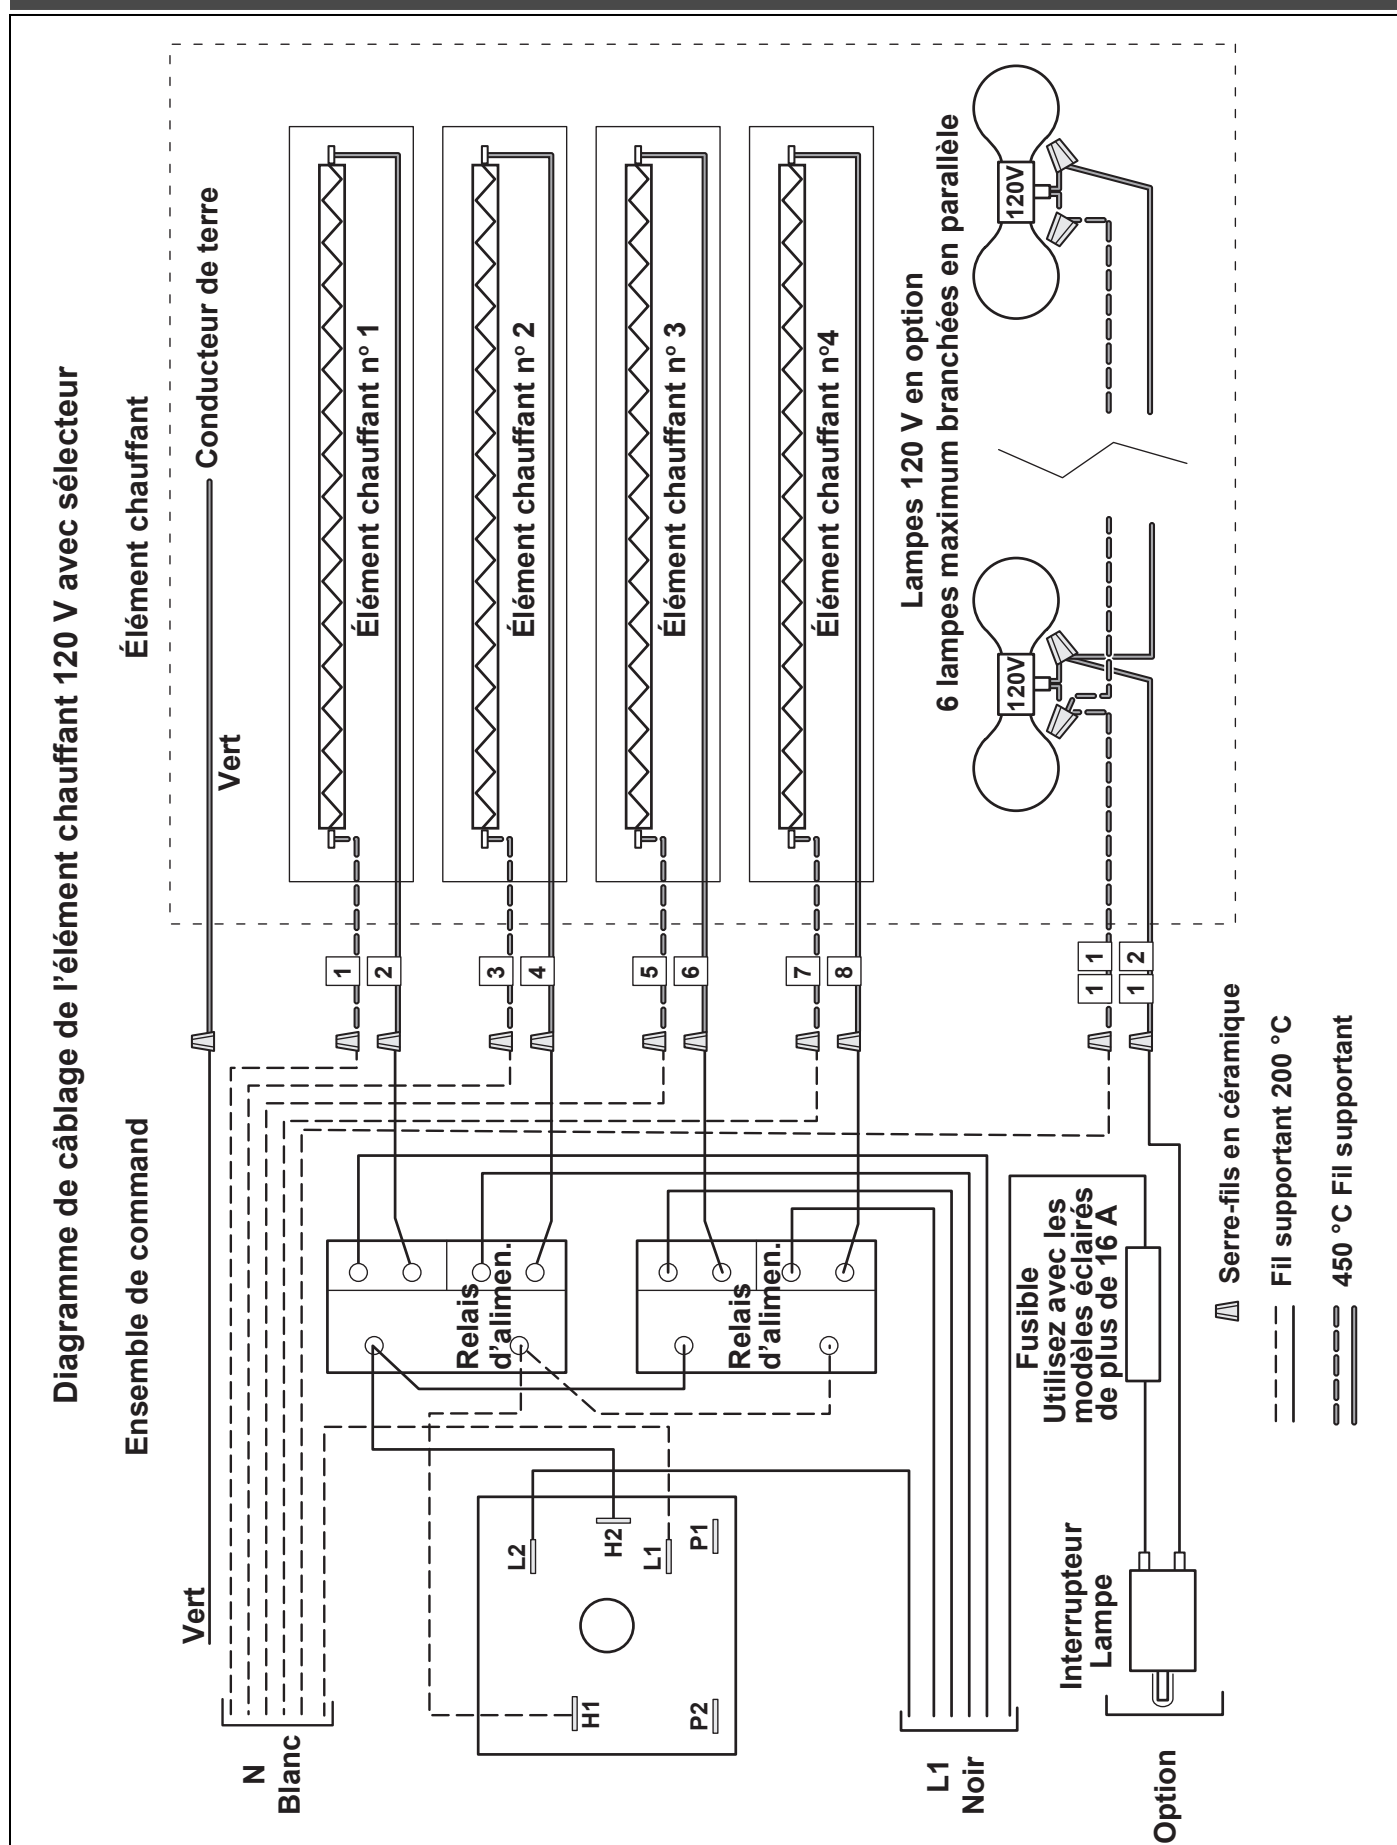 Diagramme de câblage de l'élément chauffant 120 V avec sélecteur
Ensemble de command
Élément chauffant
Vert
Vert
Conducteur de terre
N
Blanc
1
2
3
4
5
6
7
8
1 1
1 2
Élément chauffant nº 1
Élément chauffant nº 2
Élément chauffant nº 3
Élément chauffant nº4
Relais
d'alimen.
Relais
d'alimen.
L2
H2
L1
P1
H1
P2
L1
Noir
Lampes 120 V en option
6 lampes maximum branchées en parallèle
120V
120V
Fusible
Utilisez avec les
modèles éclairés
de plus de 16 A
Interrupteur
Lampe
Option
Serre-fils en céramique
Fil supportant 200 °C
450 °C Fil supportant